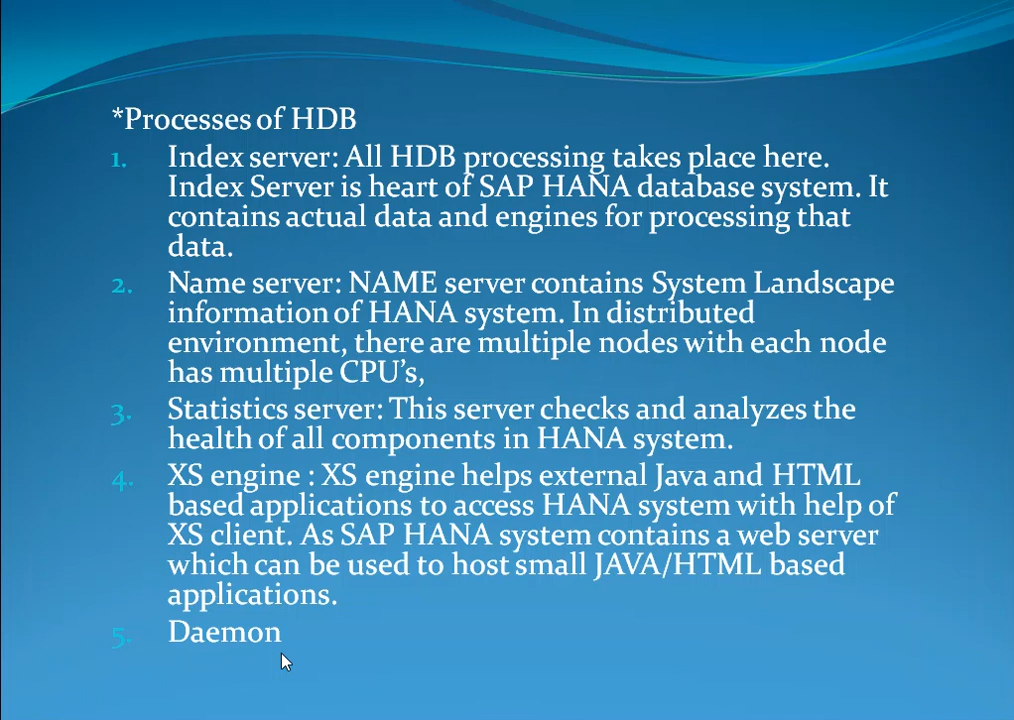 *Processes of HDB
1. Index server: All HDB processing takes place here.
Index Server is heart of SAP HANA database system. It
contains actual data and engines for processing that
data.
2. Name server: NAME server contains System Landscape
information of HANA system. In distributed
environment, there are multiple nodes with each node
has multiple CPU's,
3. Statistics server: This server checks and analyzes the
health of all components in HANA system.
4. XS engine : XS engine helps external Java and HTML
based applications to access HANA system with help of
XS client. As SAP HANA system contains a web server
which can be used to host small JAVA/HTML based
applications.
5. Daemon